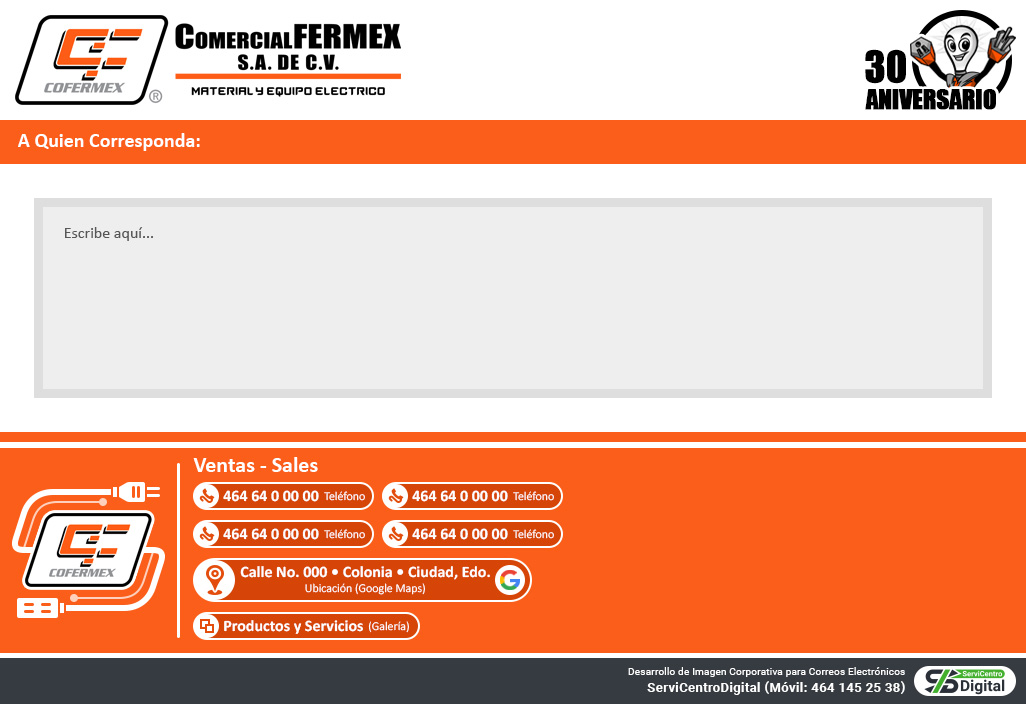 COFERMEX
®
COMERCIALFERMEX
S.A. DE C.V.
MATERIAL Y EQUIPO ELECTRICO
30
ANIVERSARIO
A Quien Corresponda:
Escribe aquí...
Ventas - Sales
464 64 0 00 00 Teléfono
464 64 0 00 00 Teléfono
464 64 0 00 00 Teléfono
464 64 0 00 00 Teléfono
COFERMEX
Calle No. 000 • Colonia • Ciudad, Edo.
Ubicación (Google Maps)
G
Productos y Servicios (Galería)
Desarrollo de Imagen Corporativa para Correos Electrónicos
ServiCentroDigital (Móvil: 464 145 25 38)
ServiCentro
Digital